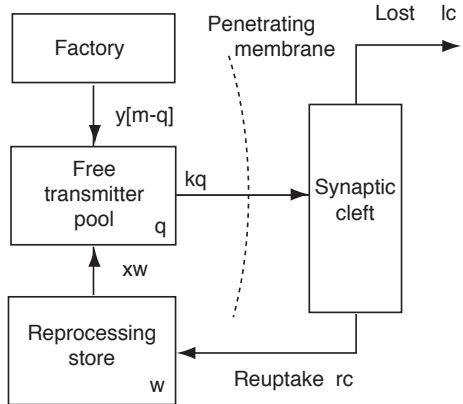 Lost lc
Penetrating
membrane
Factory
y[m-q]
Free
transmitter
pool
q
kq
Synaptic
cleft
xw
Reprocessing
store
w
Reuptake rc